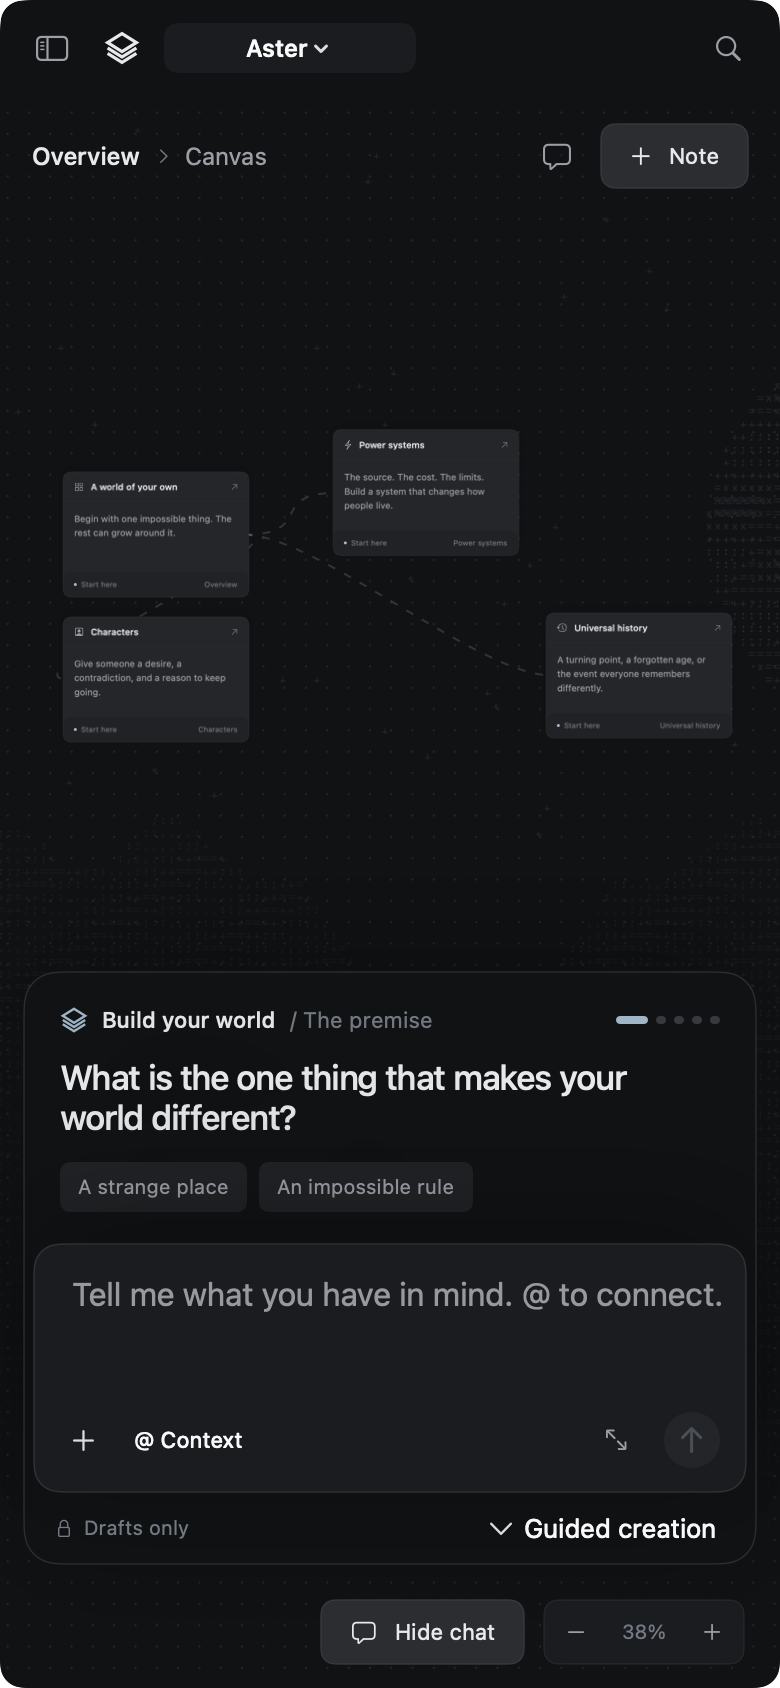 Aster
Overview > Canvas
+ Note
Power systems
The source. The cost. The limits.
Build a system that changes how
people live.
Start here
Power systems
A world of your own
Begin with one impossible thing. The
rest can grow around it.
Start here
Overview
Characters
Give someone a desire, a
contradiction, and a reason to keep
going.
Start here
Characters
Universal history
A turning point, a forgotten age, or
the event everyone remembers
differently.
Start here
Universal history
Build your world / The premise
What is the one thing that makes your
world different?
A strange place
An impossible rule
Tell me what you have in mind. @ to connect.
@ Context
Drafts only
Guided creation
Hide chat
38%